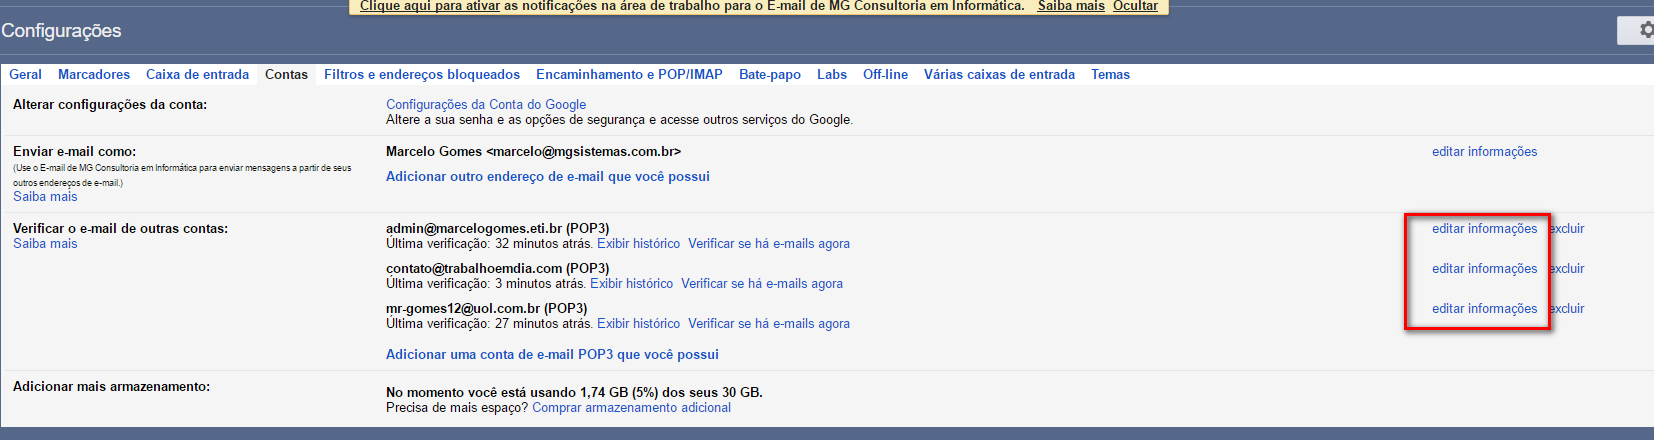 Clique aqui para ativar as notificações na área de trabalho para o E-mail de MG Consultoria em Informática. Saiba mais Ocultar
Configurações
Geral Marcadores Caixa de entrada Contas Filtros e endereços bloqueados Encaminhamento e POP/IMAP Bate-papo Labs Off-line Várias caixas de entrada Temas
Alterar configurações da conta: Configurações da Conta do Google
Altere a sua senha e as opções de segurança e acesse outros serviços do Google.
Enviar e-mail como: Marcelo Gomes <marcelo@mgsistemas.com.br> editar informações
(Use o E-mail de MG Consultoria em Informática para enviar mensagens a partir de seus
outros endereços de e-mail.)
Adicionar outro endereço de e-mail que você possui
Saiba mais
Verificar o e-mail de outras contas: admin@marcelogomes.eti.br (POP3) editar informações excluir
Saiba mais Última verificação: 32 minutos atrás. Exibir histórico Verificar se há e-mails agora
contato@trabalhoemdia.com (POP3) editar informações excluir
Última verificação: 3 minutos atrás. Exibir histórico Verificar se há e-mails agora
mr-gomes12@uol.com.br (POP3) editar informações excluir
Última verificação: 27 minutos atrás. Exibir histórico Verificar se há e-mails agora
Adicionar uma conta de e-mail POP3 que você possui
Adicionar mais armazenamento: No momento você está usando 1,74 GB (5%) dos seus 30 GB.
Precisa de mais espaço? Comprar armazenamento adicional